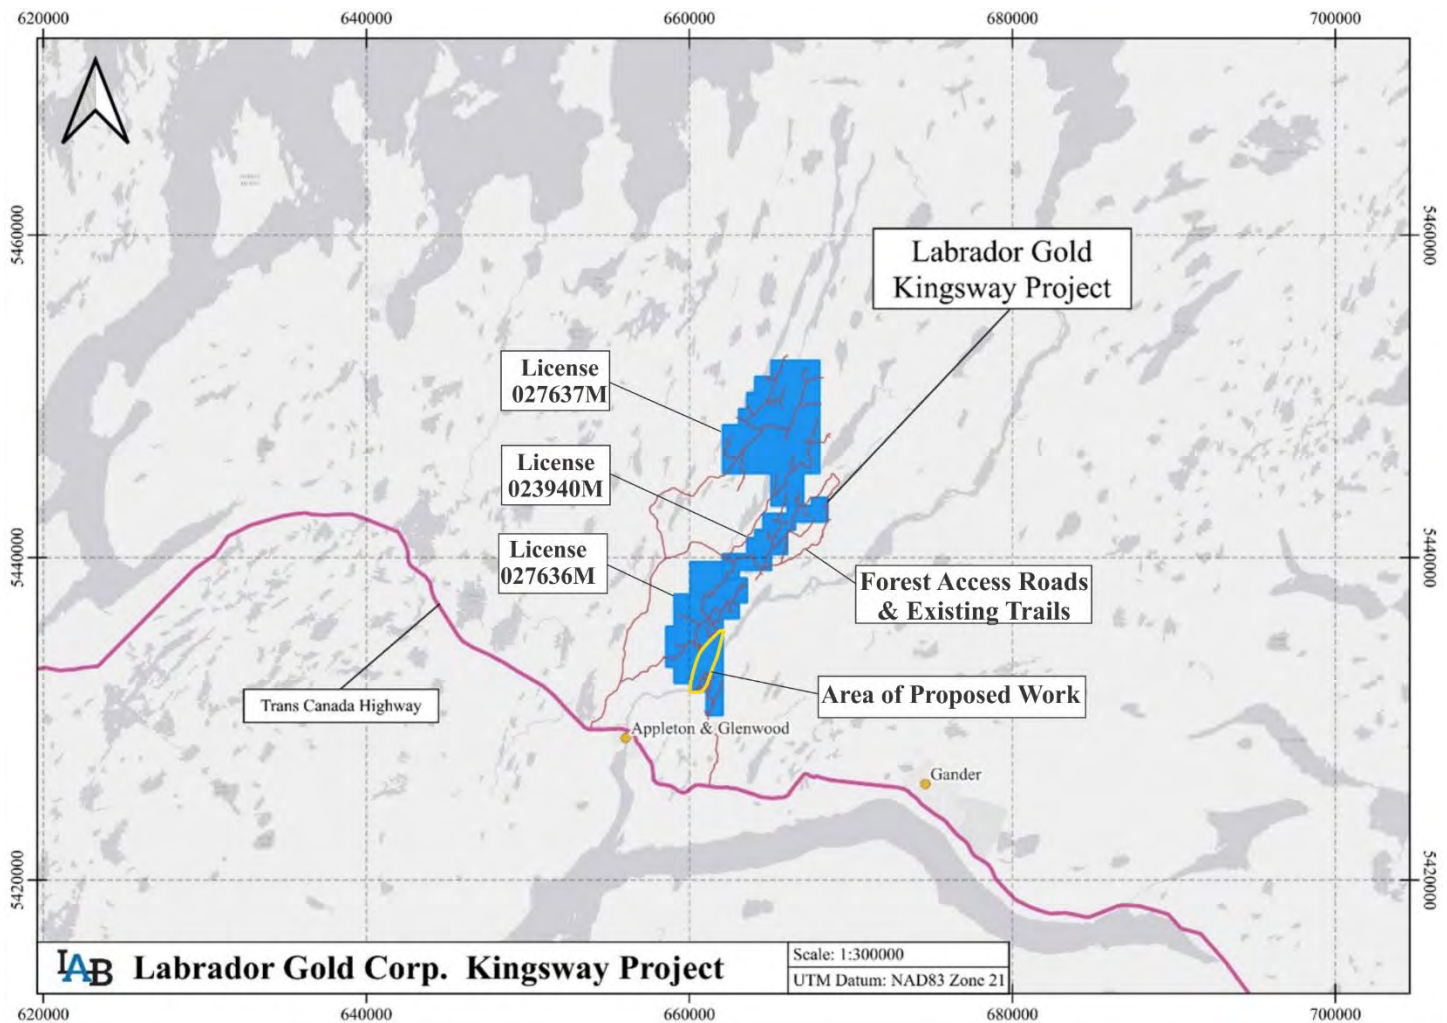 620000
640000
660000
680000
700000
5460000
5460000
Labrador Gold
Kingsway Project
License
027637M
License
023940M
License
027636M
5440000
5440000
Forest Access Roads
& Existing Trails
Area of Proposed Work
Trans Canada Highway
Appleton & Glenwood
Gander
5420000
5420000
LAB
Labrador Gold Corp. Kingsway Project
Scale: 1:300000
UTM Datum: NAD83 Zone 21
620000
640000
660000
680000
700000